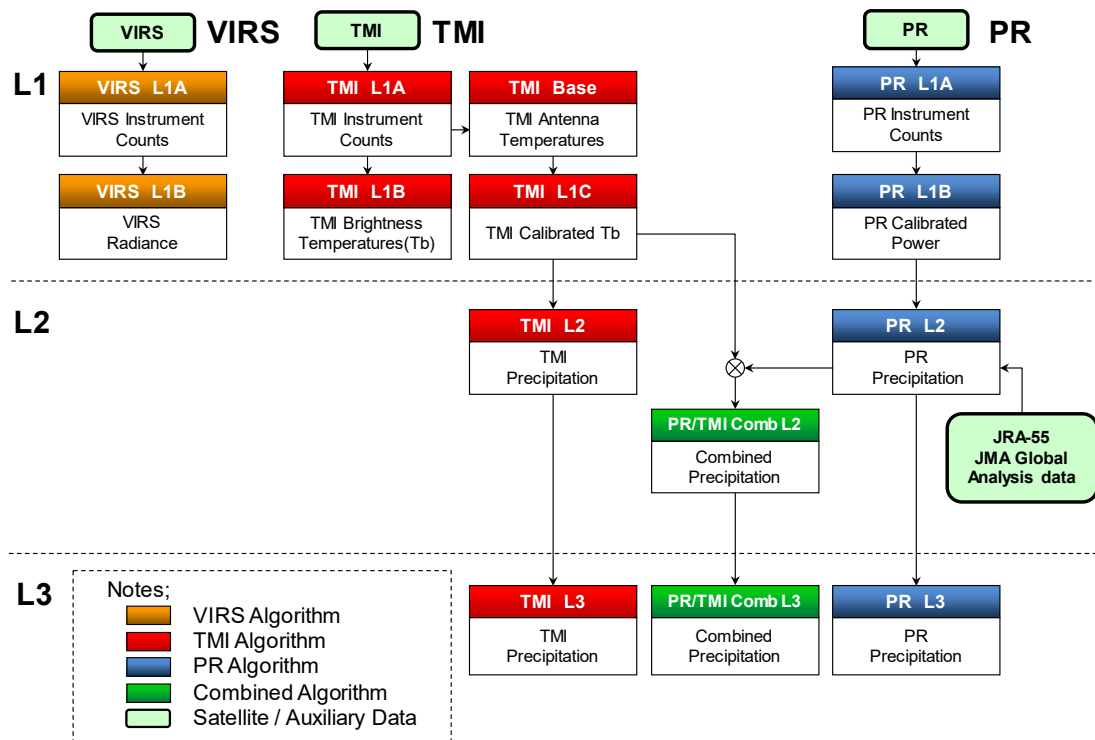 VIRS
VIRS
TMI
TMI
PR
PR
L1
VIRS L1A
VIRS Instrument
Counts
TMI L1A
TMI Instrument
Counts
TMI Base
TMI Antenna
Temperatures
PR L1A
PR Instrument
Counts
VIRS L1B
VIRS
Radiance
TMI L1B
TMI Brightness
Temperatures(Tb)
TMI L1C
TMI Calibrated Tb
PR L1B
PR Calibrated
Power
L2
TMI L2
TMI
Precipitation
PR L2
PR
Precipitation
PR/TMI Comb L2
Combined
Precipitation
JRA-55
JMA Global
Analysis data
L3
Notes;
VIRS Algorithm
TMI Algorithm
PR Algorithm
Combined Algorithm
Satellite / Auxiliary Data
TMI L3
TMI
Precipitation
PR/TMI Comb L3
Combined
Precipitation
PR L3
PR
Precipitation